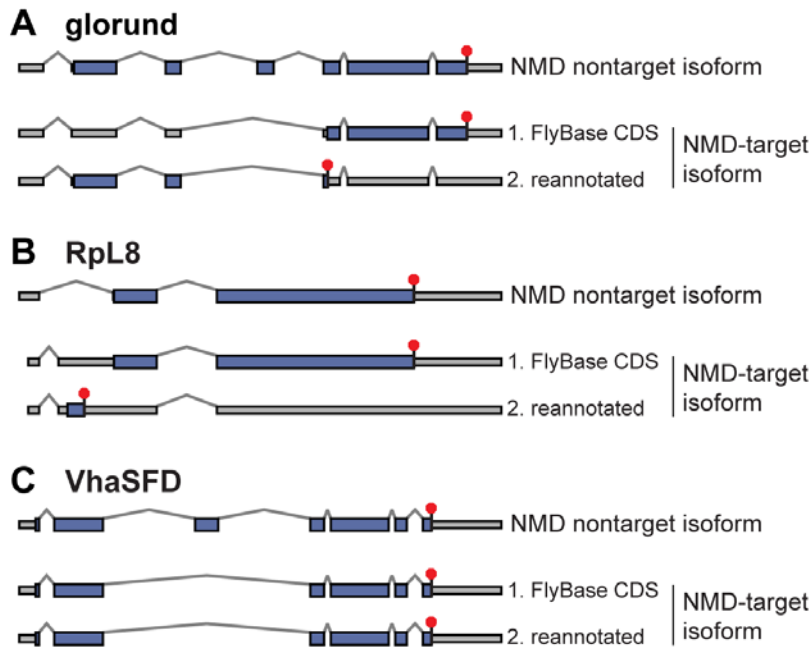 A glorund
NMD nontarget isoform
1. FlyBase CDS
2. reannotated
NMD-target
isoform
B RpL8
NMD nontarget isoform
1. FlyBase CDS
2. reannotated
NMD-target
isoform
C VhaSFD
NMD nontarget isoform
1. FlyBase CDS
2. reannotated
NMD-target
isoform